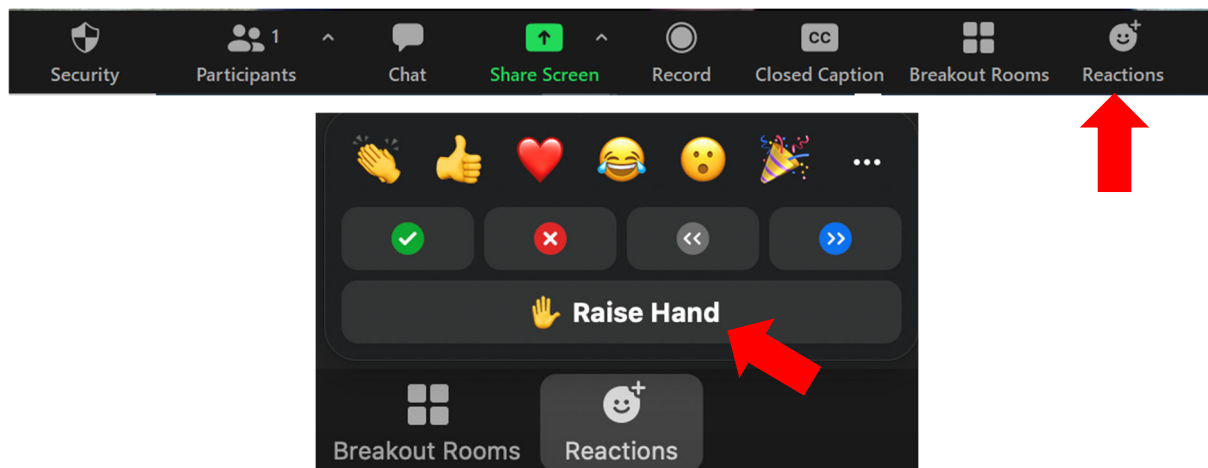 1
CC
Security Participants Chat Share Screen Record Closed Caption Breakout Rooms Reactions
Raise Hand
Breakout Rooms Reactions